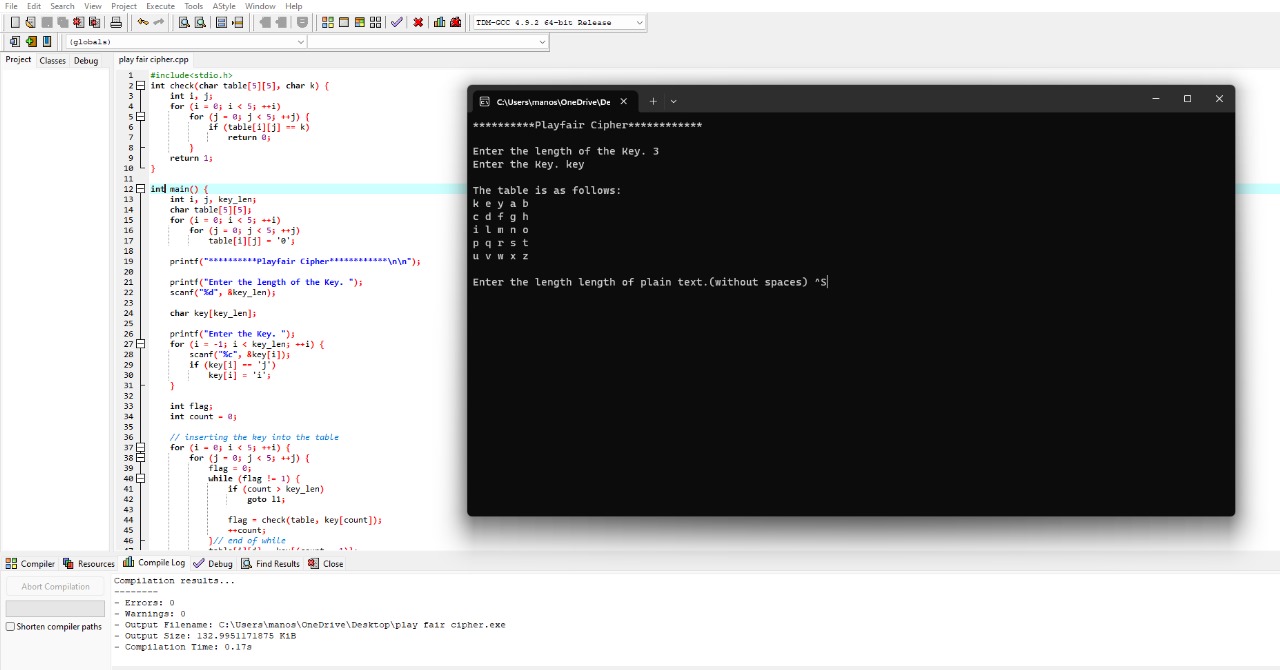 File Edit Search View Project Execute Tools AStyle Window Help
TDM-GCC 4.9.2 64-bit Release
(globals)
Project Classes Debug
play fair cipher.cpp
1 #include<stdio.h>
2 int check(char table[5][5], char k) {
3 int i, j;
4 for (i = 0; i < 5; ++i)
5 for (j = 0; j < 5; ++j) {
6 if (table[i][j] == k)
7 return 0;
8 }
9 return 1;
10 }
11
12 int main() {
13 int i, j, key_len;
14 char table[5][5];
15 for (i = 0; i < 5; ++i)
16 for (j = 0; j < 5; ++j)
17 table[i][j] = '0';
18
19 printf("**********Playfair Cipher************\n\n");
20
21 printf("Enter the length of the Key. ");
22 scanf("%d", &key_len);
23
24 char key[key_len];
25
26 printf("Enter the Key. ");
27 for (i = -1; i < key_len; ++i) {
28 scanf("%c", &key[i]);
29 if (key[i] == 'j')
30 key[i] = 'i';
31 }
32
33 int flag;
34 int count = 0;
35
36 // inserting the key into the table
37 for (i = 0; i < 5; ++i) {
38 for (j = 0; j < 5; ++j) {
39 flag = 0;
40 while (flag != 1) {
41 if (count > key_len)
42 goto l1;
43
44 flag = check(table, key[count]);
45 ++count;
46 }// end of while
C:\Users\manos\OneDrive\De
**********Playfair Cipher************
Enter the length of the Key. 3
Enter the Key. key
The table is as follows:
k e y a b
c d f g h
i l m n o
p q r s t
u v w x z
Enter the length length of plain text.(without spaces) ^S
Compiler Resources Compile Log Debug Find Results Close
Abort Compilation
Shorten compiler paths
Compilation results...
--------
- Errors: 0
- Warnings: 0
- Output Filename: C:\Users\manos\OneDrive\Desktop\play fair cipher.exe
- Output Size: 132.9951171875 KiB
- Compilation Time: 0.17s